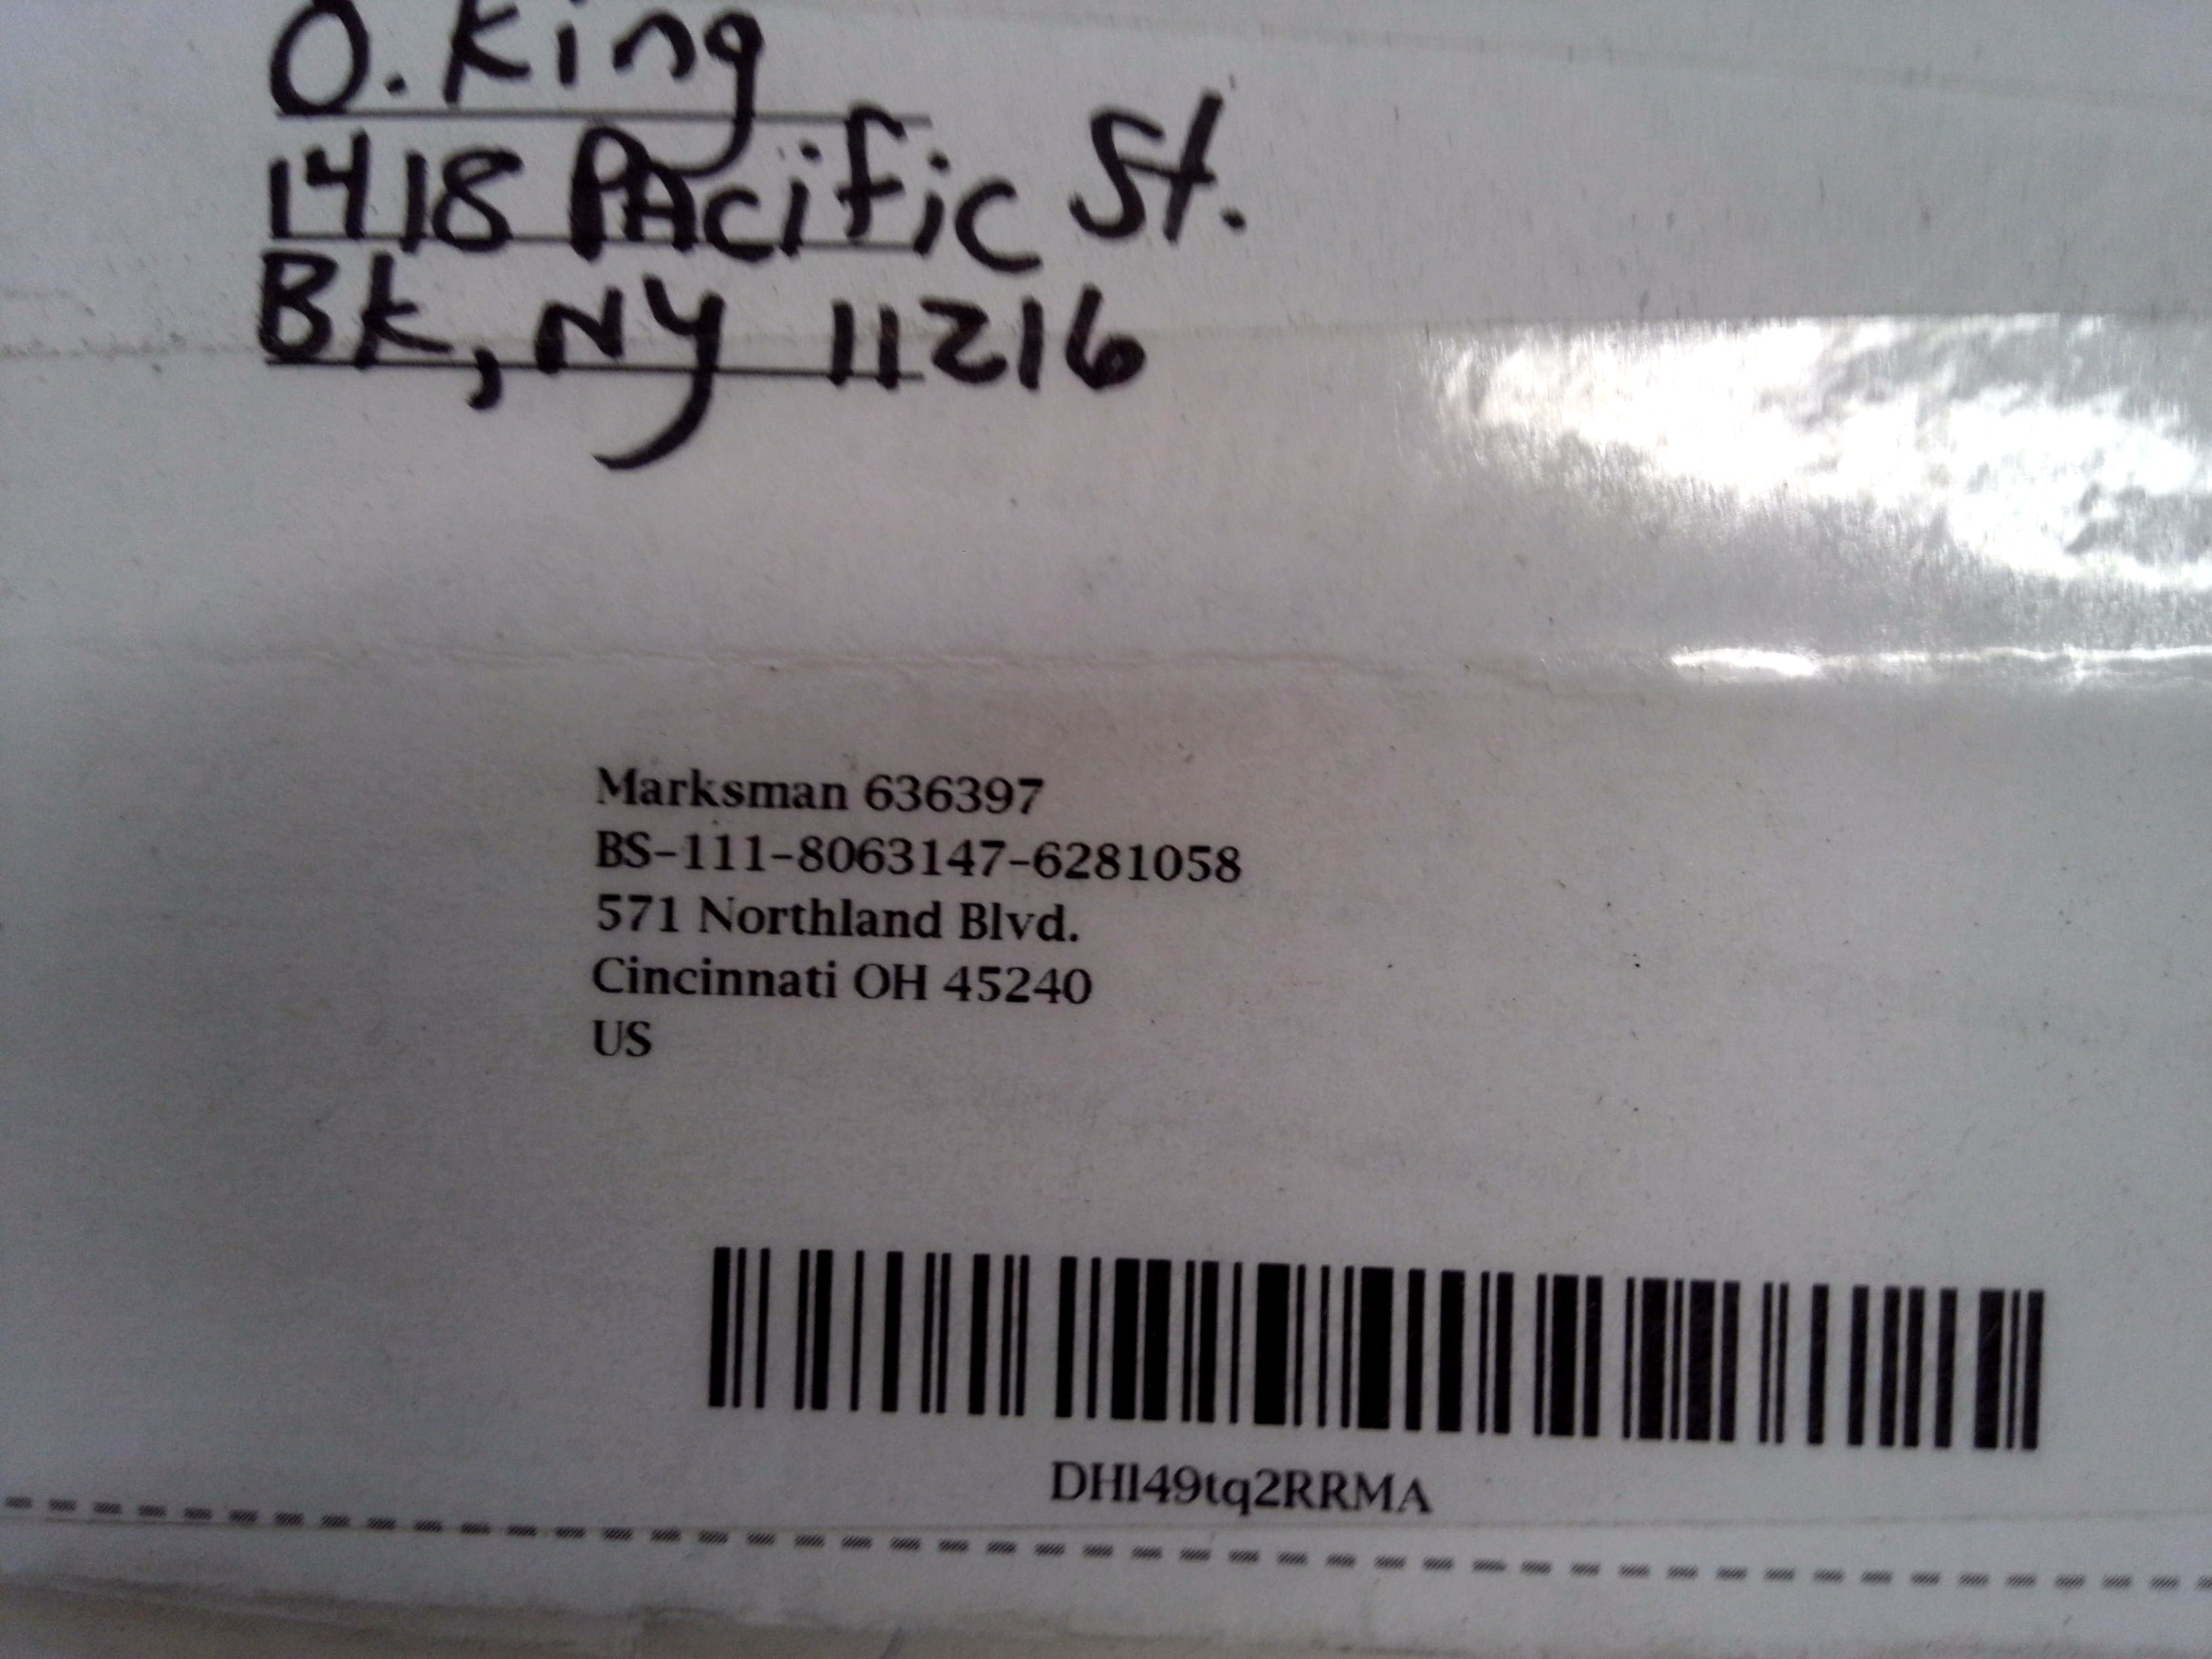 O. King
1418 PAcific St.
Bk, NY 11216
Marksman 636397
BS-111-8063147-6281058
571 Northland Blvd.
Cincinnati OH 45240
US
DHl49tq2RRMA